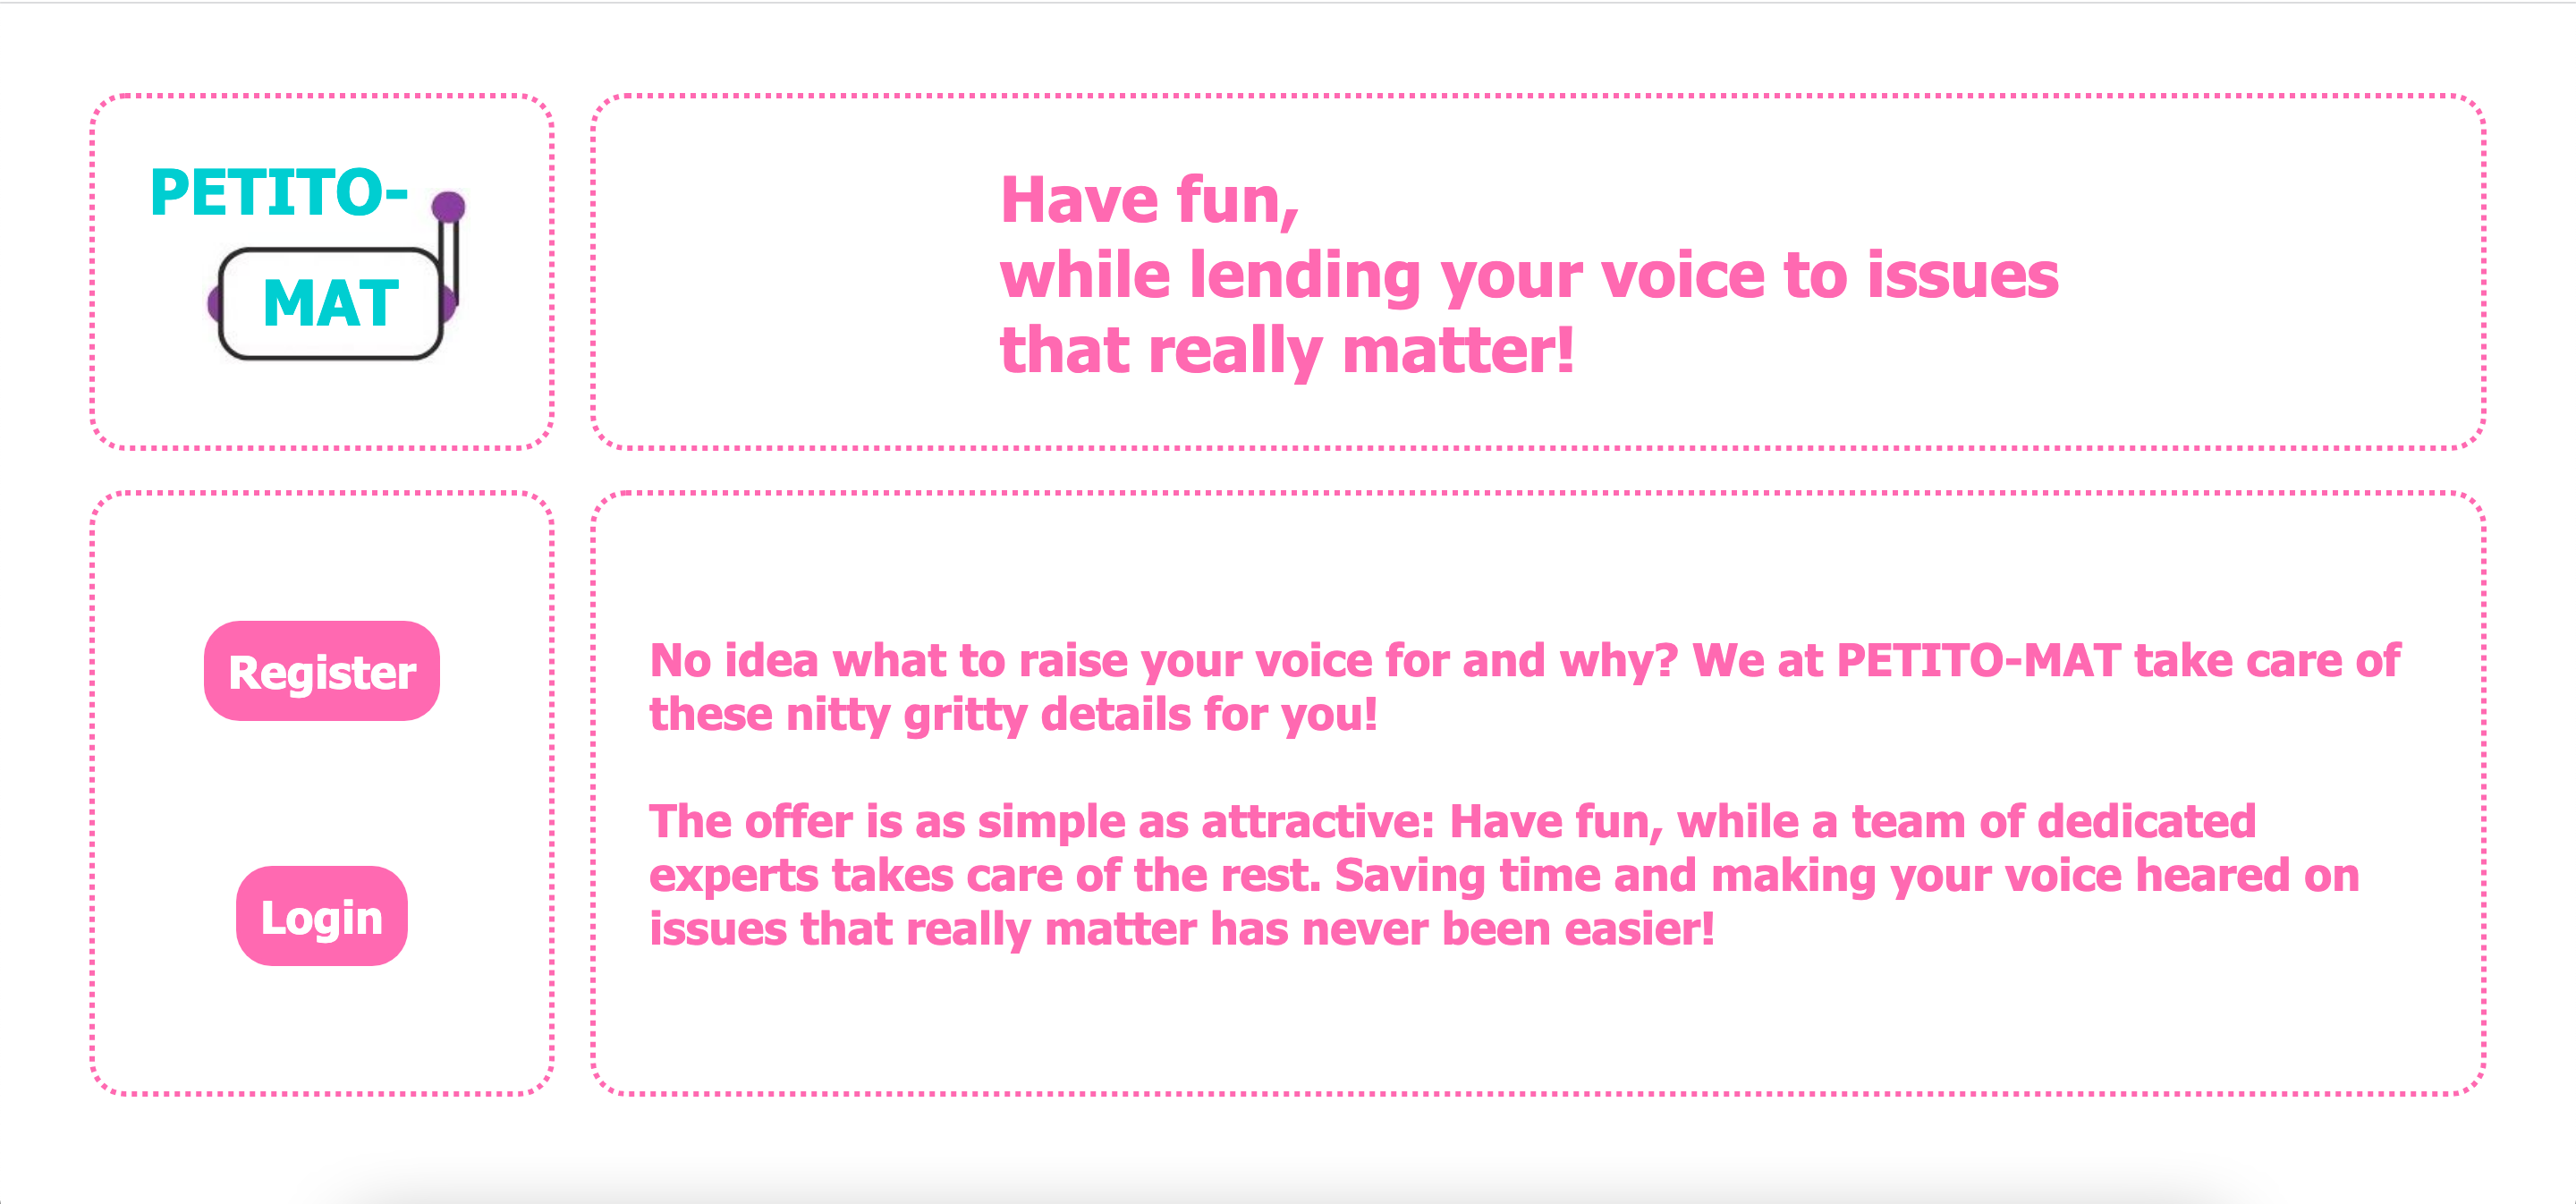 PETITO-
MAT
Have fun,
while lending your voice to issues
that really matter!
Register
Login
No idea what to raise your voice for and why? We at PETITO-MAT take care of
these nitty gritty details for you!
The offer is as simple as attractive: Have fun, while a team of dedicated
experts takes care of the rest. Saving time and making your voice heared on
issues that really matter has never been easier!